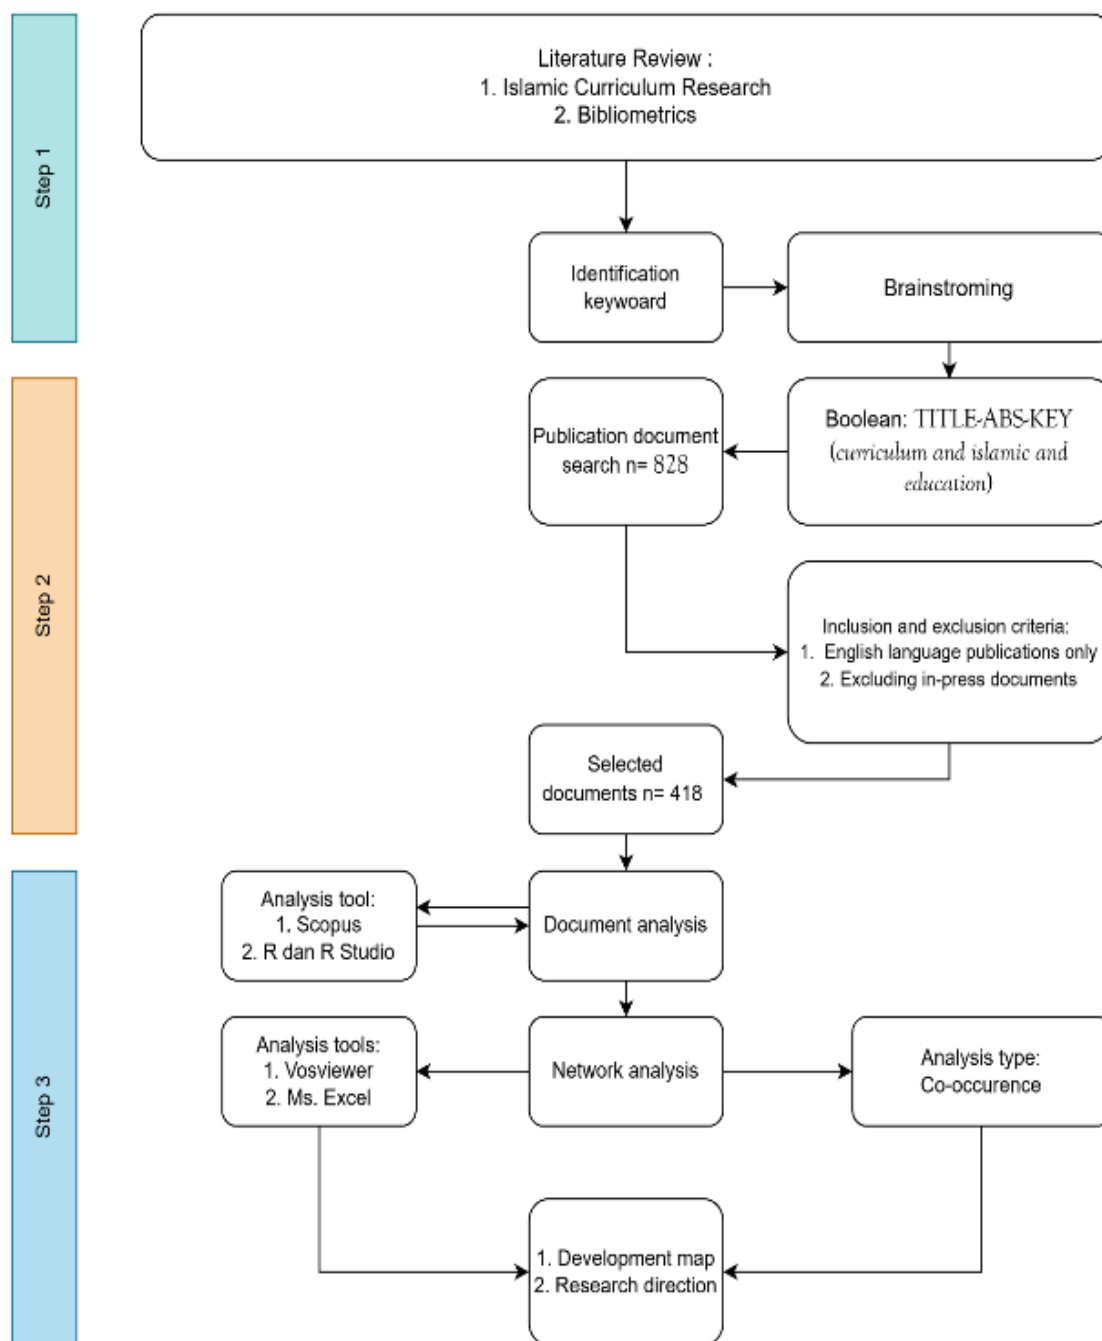 Step 1
Literature Review :
1. Islamic Curriculum Research
2. Bibliometrics
Identification
keywoard
Brainstroming
Step 2
Publication document
search n= 828
Boolean: TITLE-ABS-KEY
(curriculum and islamic and
education)
Inclusion and exclusion criteria:
1. English language publications only
2. Excluding in-press documents
Selected
documents n= 418
Step 3
Analysis tool:
1. Scopus
2. R dan R Studio
Document analysis
Analysis tools:
1. Vosviewer
2. Ms. Excel
Network analysis
Analysis type:
Co-occurence
1. Development map
2. Research direction